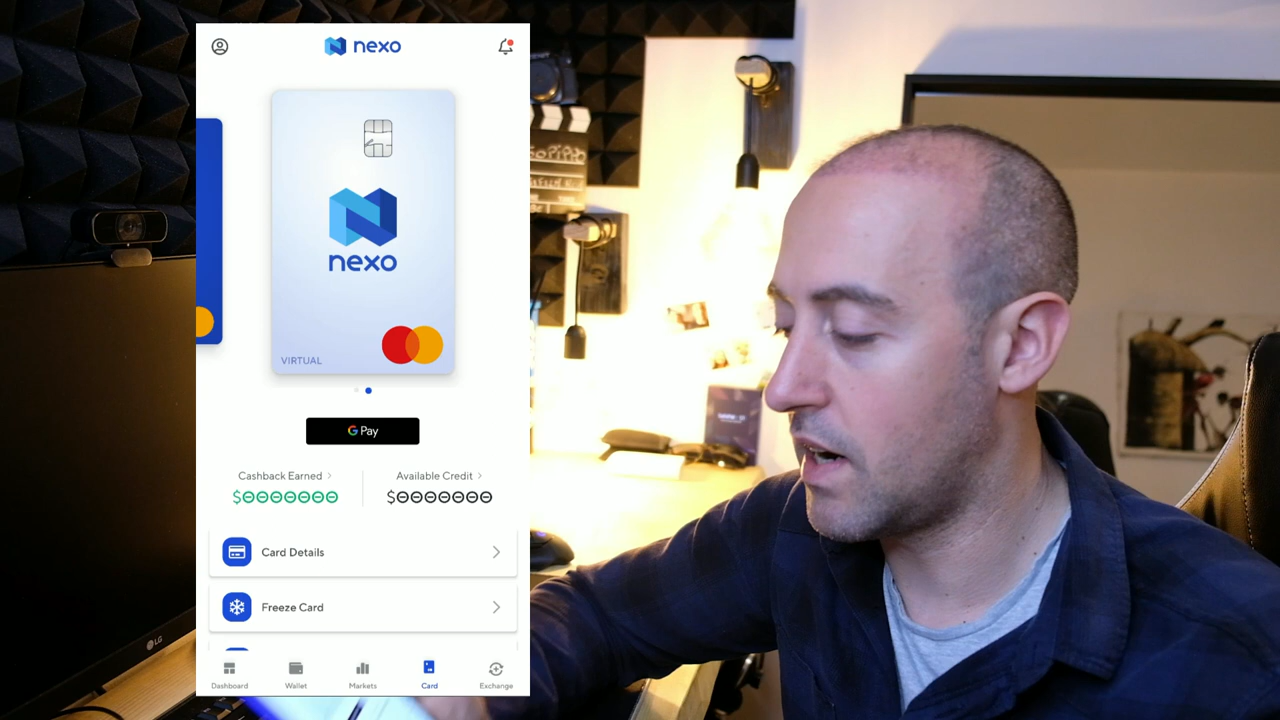 nexo
nexo
VIRTUAL
G Pay
Cashback Earned
Available Credit
$
$
Card Details
Freeze Card
Dashboard
Wallet
Markets
Card
Exchange
LG